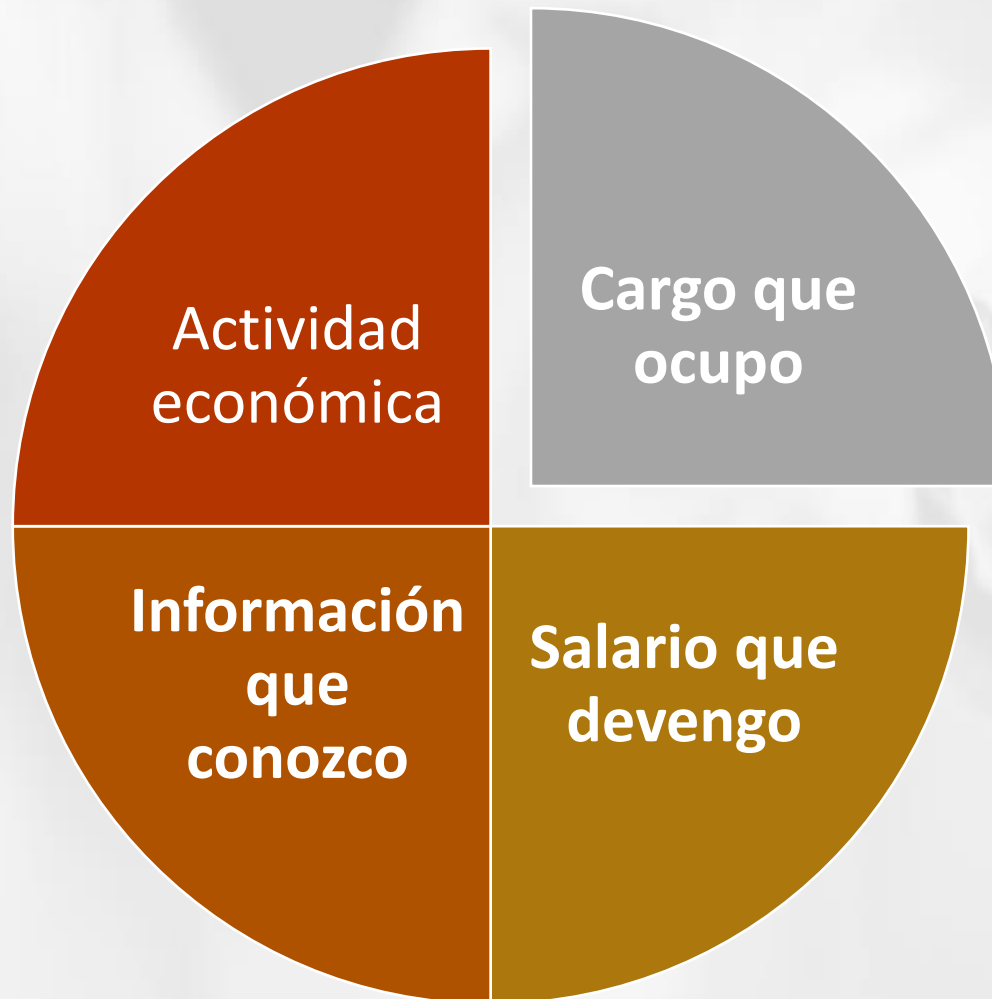 Actividad
económica
Cargo que
ocupo
Información
que
conozco
Salario que
devengo